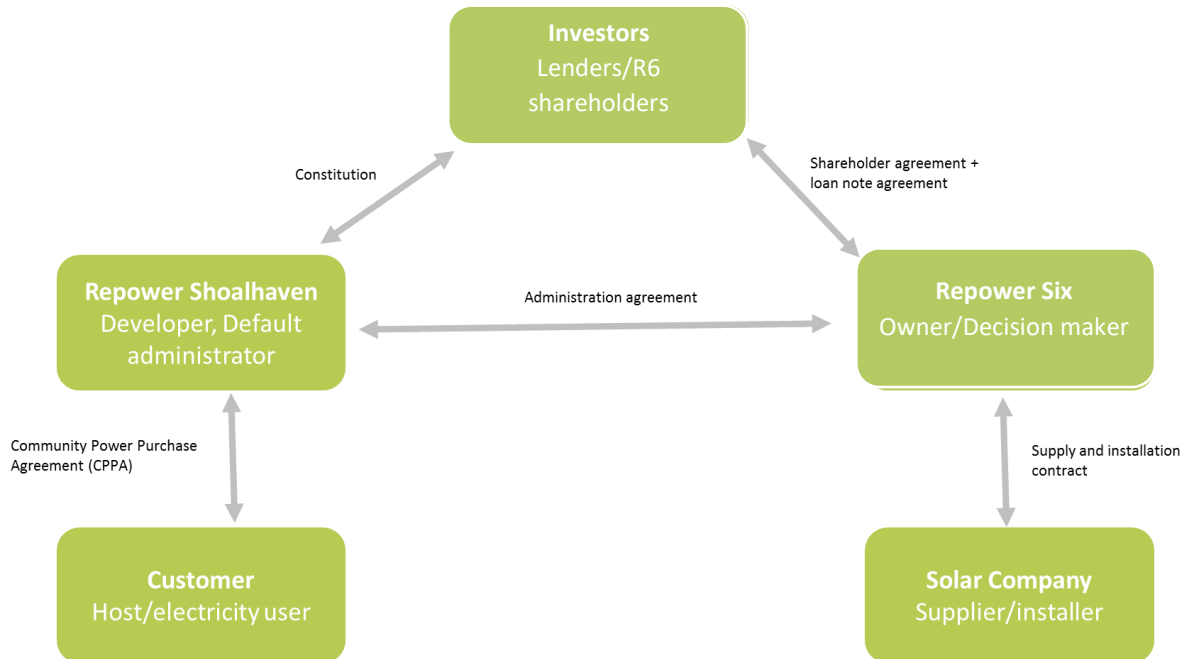 Investors
Lenders/R6
shareholders
Constitution
Shareholder agreement +
loan note agreement
Repower Shoalhaven
Developer, Default
administrator
Administration agreement
Repower Six
Owner/Decision maker
Community Power Purchase
Agreement (CPPA)
Supply and installation
contract
Customer
Host/electricity user
Solar Company
Supplier/installer